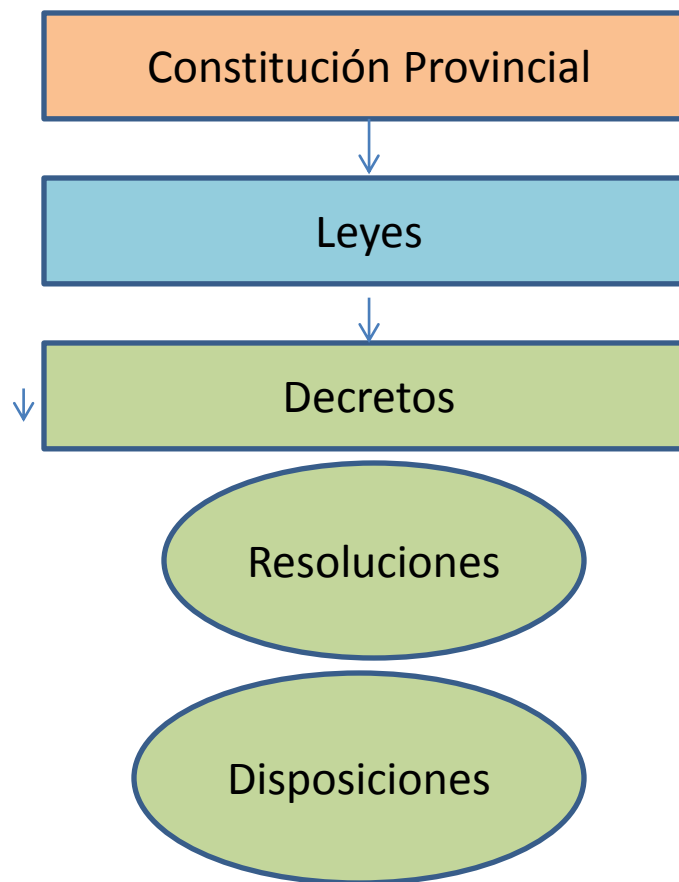 Constitución Provincial
Leyes
Decretos
Resoluciones
Disposiciones